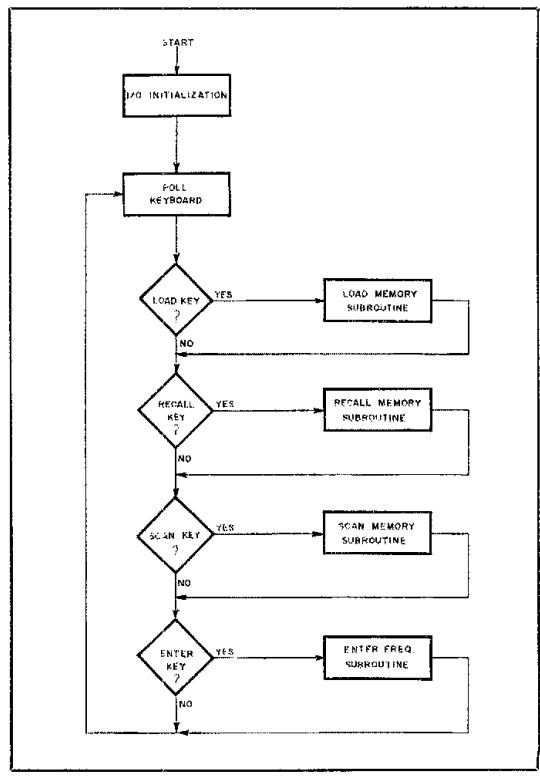 START
I/O INITIALIZATION
POLL
KEYBOARD
LOAD KEY
?
YES
LOAD MEMORY
SUBROUTINE
NO
RECALL
KEY
?
YES
RECALL MEMORY
SUBROUTINE
NO
SCAN KEY
?
YES
SCAN MEMORY
SUBROUTINE
NO
ENTER
KEY
?
YES
ENTER FREQ.
SUBROUTINE
NO